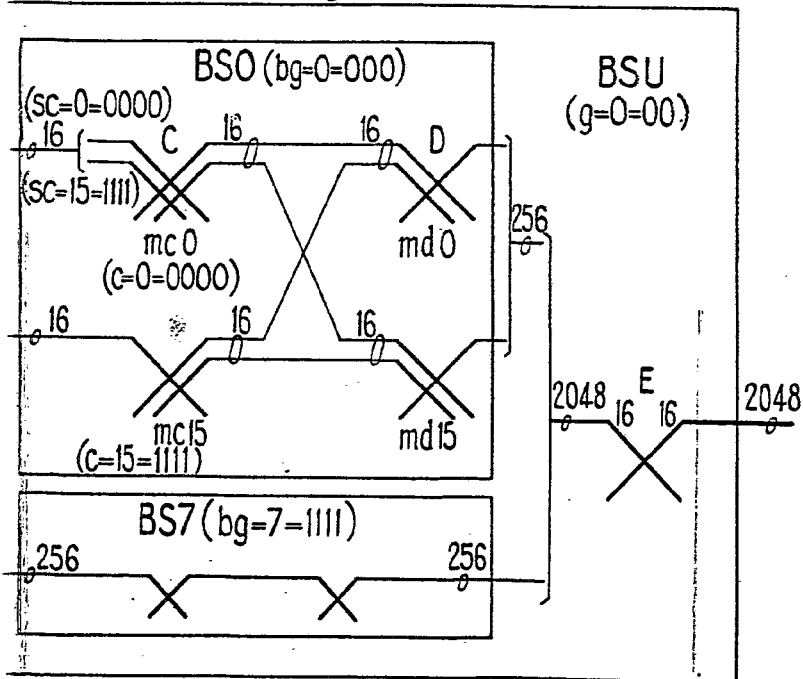 BS0 (bg=0=000)
BSU
(g=0=00)
(sc=0=0000)
16
C
16
16
D
(sc=15=1111)
256
mc0
md0
(c=0=0000)
16
16
16
E
2048
16
16
2048
mc15
md15
(c=15=1111)
BS7 (bg=7=1111)
256
256